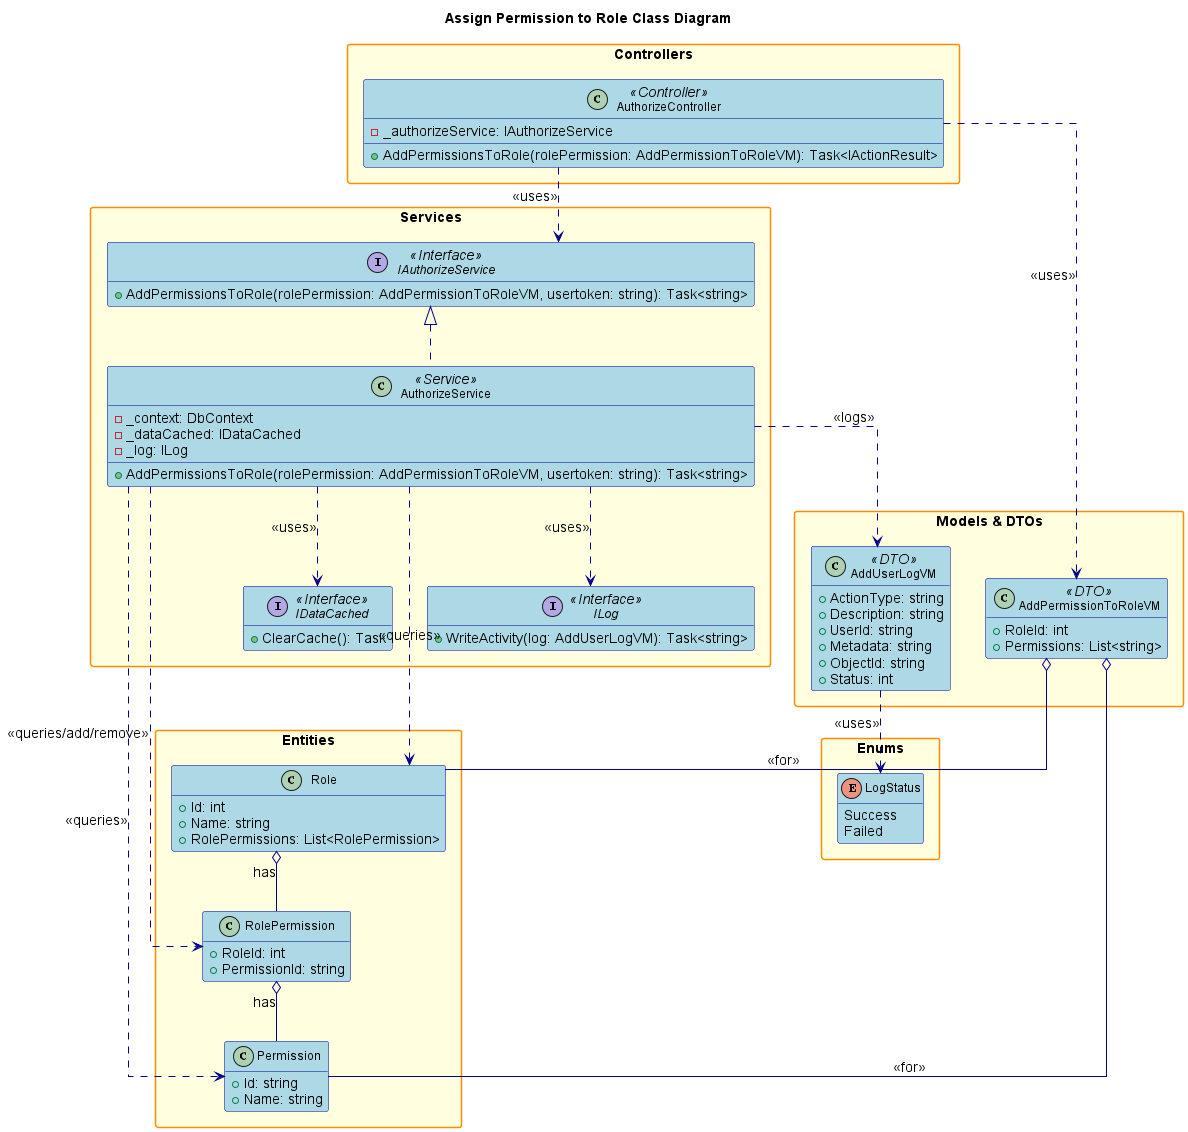 Assign Permission to Role Class Diagram
Controllers
C
«Controller»
AuthorizeController
_authorizeService: IAuthorizeService
AddPermissionsToRole(rolePermission: AddPermissionToRoleVM): Task<IActionResult>
«uses»
Services
I
«Interface»
IAuthorizeService
AddPermissionsToRole(rolePermission: AddPermissionToRoleVM, usertoken: string): Task<string>
«uses»
C
«Service»
AuthorizeService
_context: DbContext
_dataCached: IDataCached
_log: ILog
AddPermissionsToRole(rolePermission: AddPermissionToRoleVM, usertoken: string): Task<string>
«logs»
«uses»
«uses»
I
«Interface»
IDataCached
ClearCache(): Task
«queries»
I
«Interface»
ILog
WriteActivity(log: AddUserLogVM): Task<string>
Models & DTOs
C
«DTO»
AddUserLogVM
ActionType: string
Description: string
UserId: string
Metadata: string
ObjectId: string
Status: int
C
«DTO»
AddPermissionToRoleVM
RoleId: int
Permissions: List<string>
«uses»
«queries/add/remove»
«queries»
«for»
Enums
E
LogStatus
Success
Failed
Entities
C
Role
Id: int
Name: string
RolePermissions: List<RolePermission>
has
C
RolePermission
RoleId: int
PermissionId: string
has
C
Permission
Id: string
Name: string
«for»